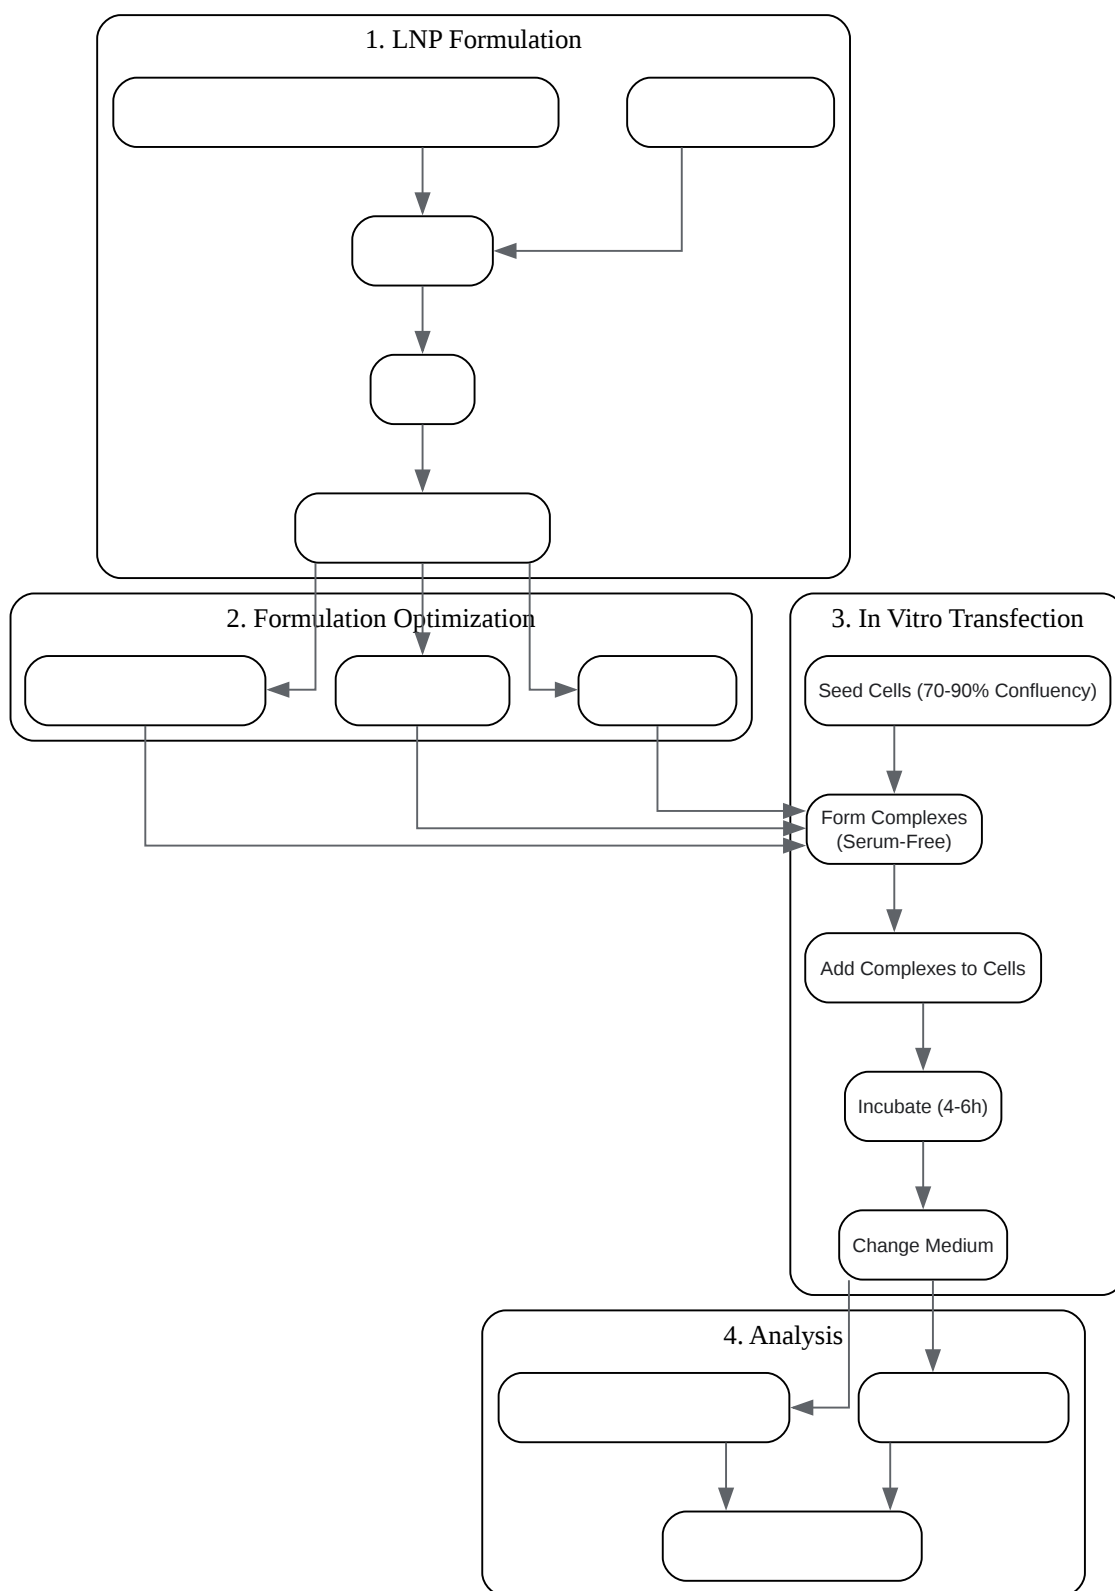 1. LNP Formulation
2. Formulation Optimization
3. In Vitro Transfection
Seed Cells (70-90% Confluency)
Form Complexes
(Serum-Free)
Add Complexes to Cells
Incubate (4-6h)
Change Medium
4. Analysis